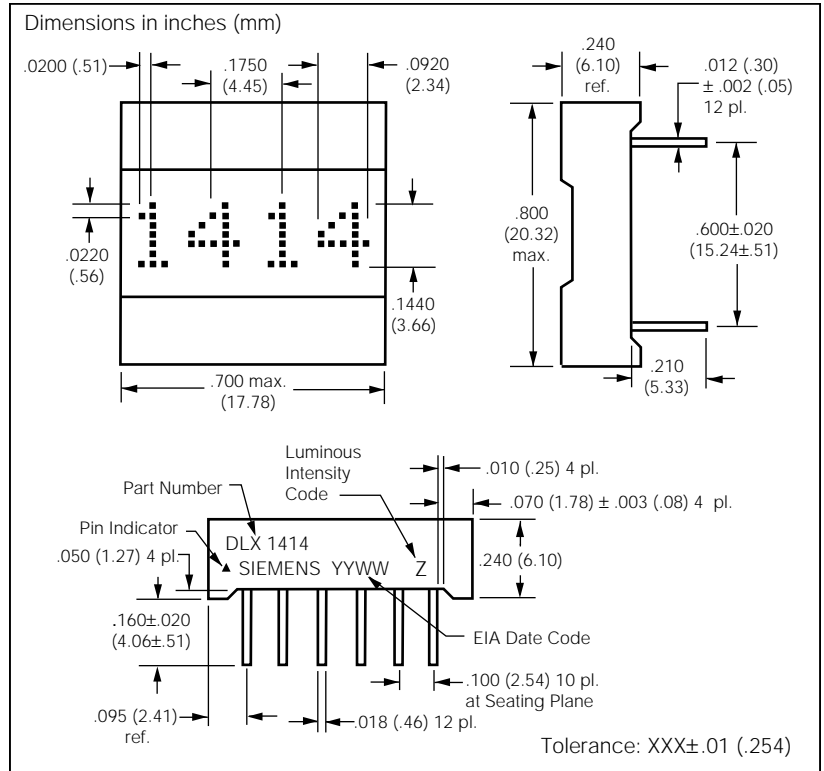 Dimensions in inches (mm)
.0200 (.51)
.1750
(4.45)
.0920
(2.34)
.240
(6.10)
ref.
.012 (.30)
± .002 (.05)
12 pl.
1414
.0220
(.56)
.1440
(3.66)
.800
(20.32)
max.
.600±.020
(15.24±.51)
.700 max.
(17.78)
.210
(5.33)
Luminous
Intensity
Code
.010 (.25) 4 pl.
Part Number
.070 (1.78) ± .003 (.08) 4 pl.
Pin Indicator
DLX 1414
.050 (1.27) 4 pl.
▲ SIEMENS YYWW Z
.240 (6.10)
.160±.020
(4.06±.51)
EIA Date Code
.100 (2.54) 10 pl.
at Seating Plane
.095 (2.41)
ref.
.018 (.46) 12 pl.
Tolerance: XXX±.01 (.254)